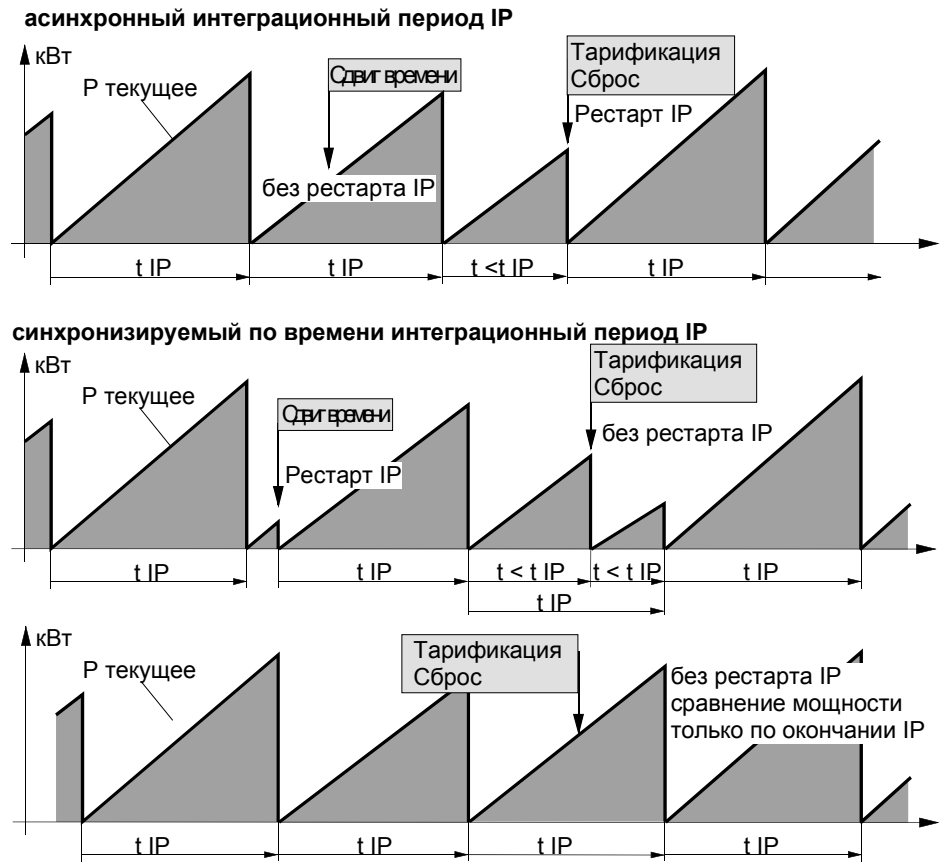 асинхронный интеграционный период IP
кВт
P текущее
Сдвиг времени
без рестарта IP
Тарификация
Сброс
Рестарт IP
t IP
t IP
t <t IP
t IP
синхронизируемый по времени интеграционный период IP
кВт
P текущее
Сдвиг времени
Рестарт IP
Тарификация
Сброс
без рестарта IP
t IP
t IP
t < t IP
t < t IP
t IP
t IP
кВт
P текущее
Тарификация
Сброс
без рестарта IP
сравнение мощности
только по окончании IP
t IP
t IP
t IP
t IP